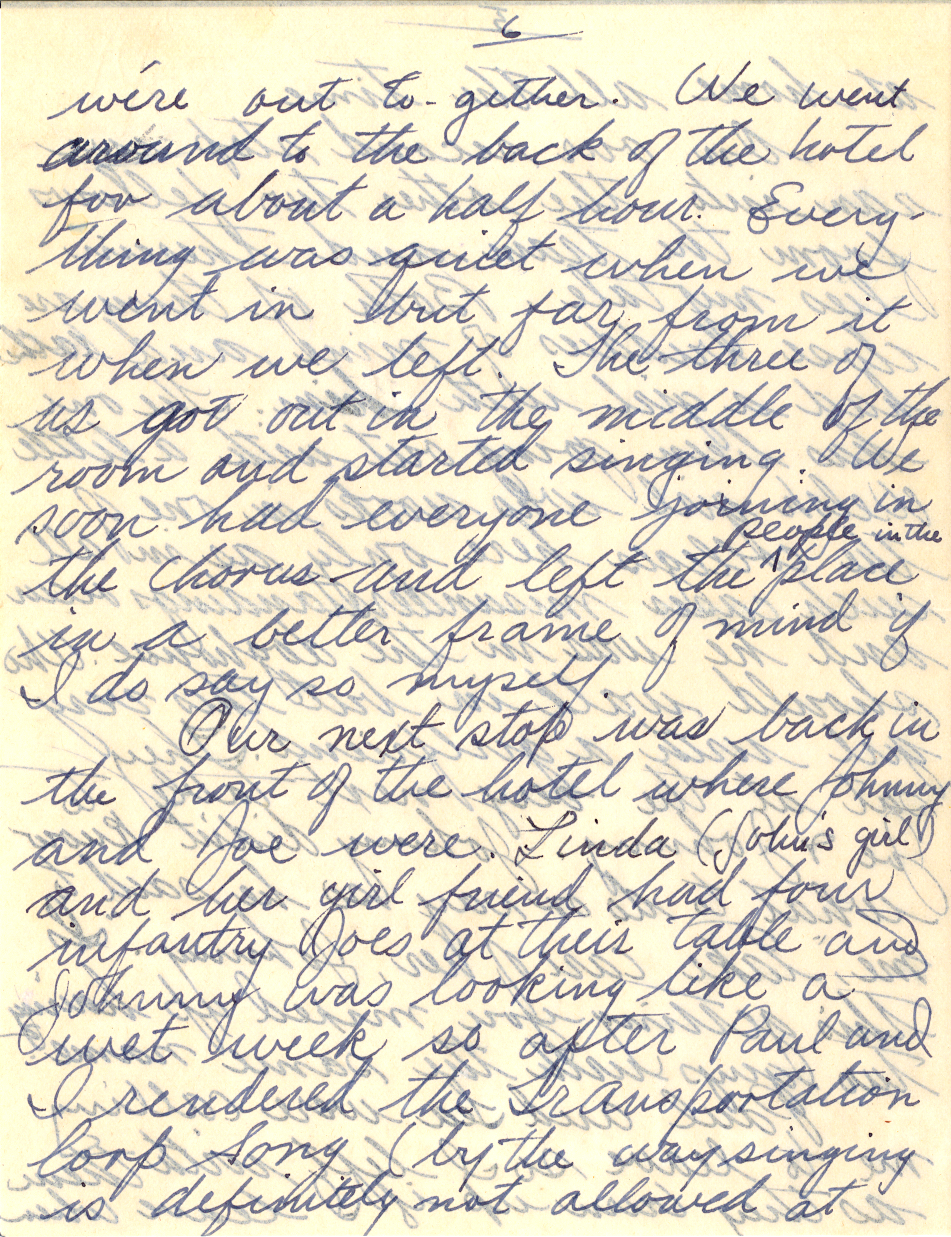 6
we're out to-gether. We went
around to the back of the hotel
for about a half hour. Every-
thing was quiet when we
went in but far from it
when we left. The three of
us got out in the middle of the
room and started singing. We
soon had everyone joining in
people in the
the chorus and left the ^ place
in a better frame of mind if
I do say so myself.
Our next stop was back in
the front of the hotel where Johnny
and Joe were. Linda (John's girl)
and her girl friend had four
infantry Joes at their table and
Johnny was looking like a
wet week so after Paul and
I rendered the Transportation
Corp Song (by the way singing
is definitely not allowed at